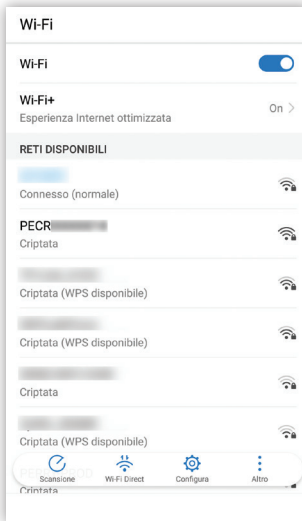 Wi-Fi
Wi-Fi
Wi-Fi+
Esperienza Internet ottimizzata
On >
RETI DISPONIBILI
Connesso (normale)
PECR
Criptata
Criptata (WPS disponibile)
Criptata (WPS disponibile)
Criptata
Criptata (WPS disponibile)
Scansione
Wi-Fi Direct
Configura
Altro
Criptata